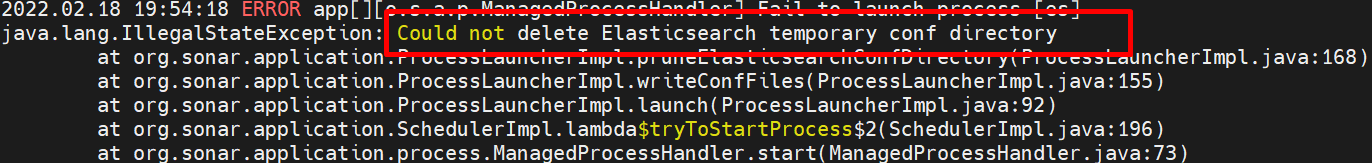 2022.02.18 19:54:18 ERROR app[][o.s.a.p.ManagedProcessHandler] Fail to launch process [es]
java.lang.IllegalStateException: Could not delete Elasticsearch temporary conf directory
at org.sonar.application.ProcessLauncherImpl.pruneElasticsearchConfDirectory(ProcessLauncherImpl.java:168)
at org.sonar.application.ProcessLauncherImpl.writeConfFiles(ProcessLauncherImpl.java:155)
at org.sonar.application.ProcessLauncherImpl.launch(ProcessLauncherImpl.java:92)
at org.sonar.application.SchedulerImpl.lambda$tryToStartProcess$2(SchedulerImpl.java:196)
at org.sonar.application.process.ManagedProcessHandler.start(ManagedProcessHandler.java:73)